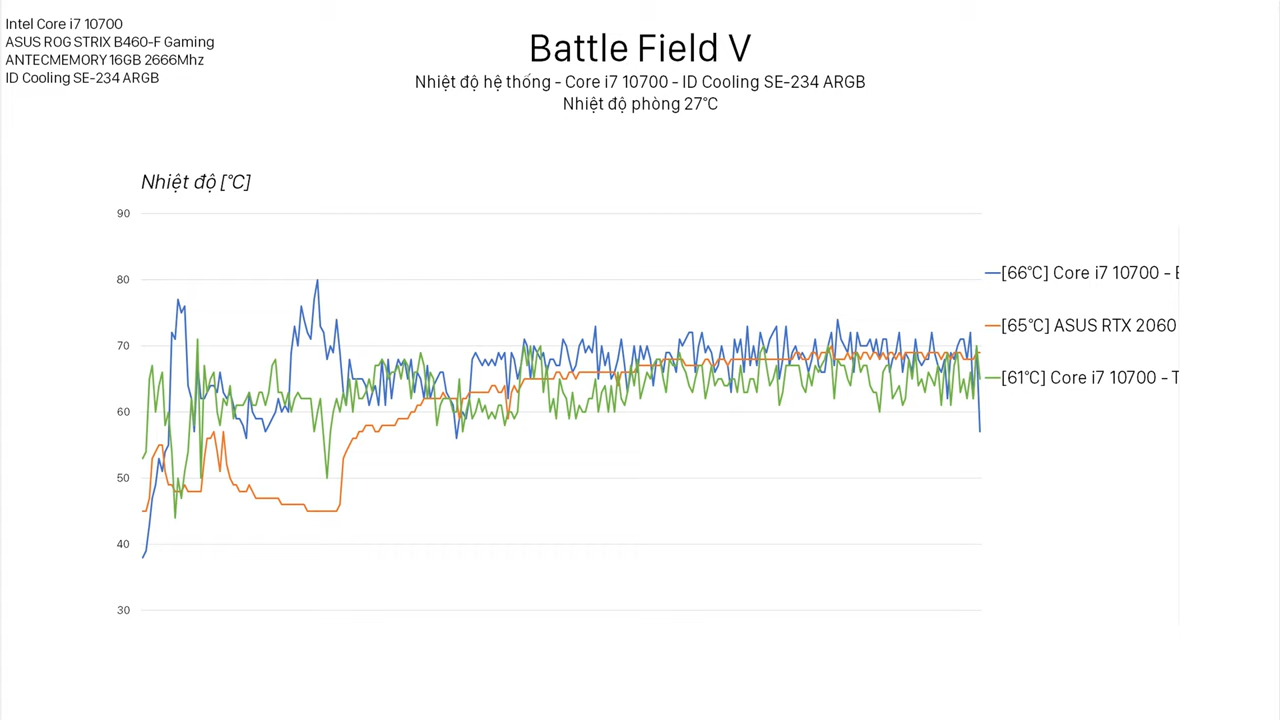 Intel Core i7 10700
ASUS ROG STRIX B460-F Gaming
ANTECMEMORY 16GB 2666Mhz
ID Cooling SE-234 ARGB
Battle Field V
Nhiệt độ hệ thống - Core i7 10700 - ID Cooling SE-234 ARGB
Nhiệt độ phòng 27°C
Nhiệt độ [°C]
90
80
70
60
50
40
30
[66°C] Core i7 10700 -
[65°C] ASUS RTX 2060
[61°C] Core i7 10700 - T